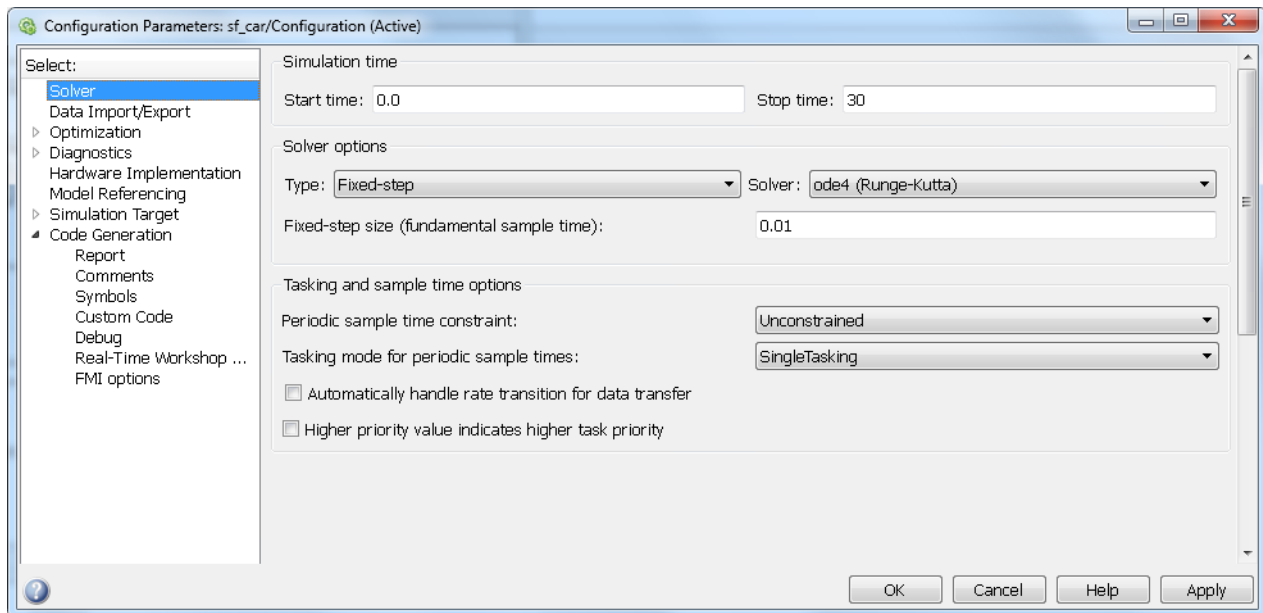 Configuration Parameters: sf_car/Configuration (Active)
Select:
Solver
Data Import/Export
Optimization
Diagnostics
Hardware Implementation
Model Referencing
Simulation Target
Code Generation
Report
Comments
Symbols
Custom Code
Debug
Real-Time Workshop ...
FMI options
Simulation time
Start time: 0.0 Stop time: 30
Solver options
Type: Fixed-step Solver: ode4 (Runge-Kutta)
Fixed-step size (fundamental sample time): 0.01
Tasking and sample time options
Periodic sample time constraint: Unconstrained
Tasking mode for periodic sample times: SingleTasking
Automatically handle rate transition for data transfer
Higher priority value indicates higher task priority
OK Cancel Help Apply